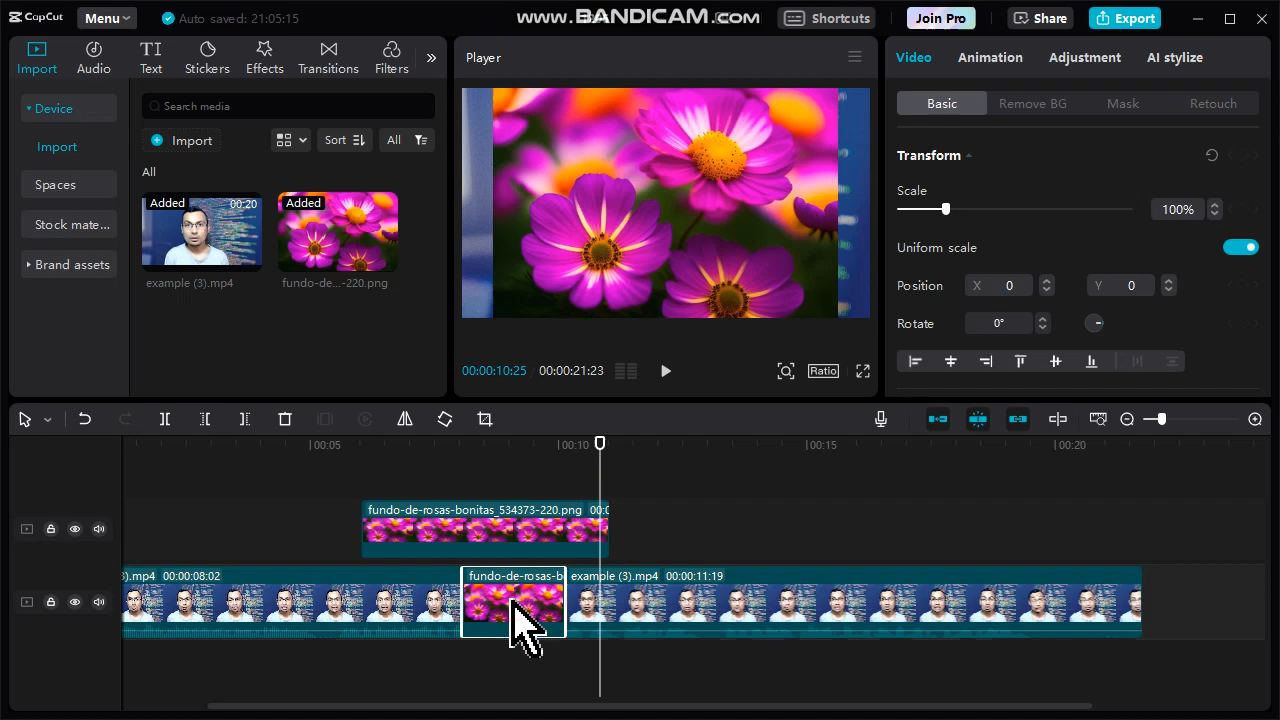 CapCut
Menu
Auto saved: 21:05:15
www.BANDICAM.com
Shortcuts
Join Pro
Share
Export
Import
Audio
TI
Text
Stickers
Effects
Transitions
Filters
Device
Import
Spaces
Stock mate...
Brand assets
Search media
Import
Sort
All
All
Added
00:20
example (3).mp4
Added
fundo-de...-220.png
Player
00:00:10:25
00:00:21:23
Ratio
Video
Animation
Adjustment
AI stylize
Basic
Remove BG
Mask
Retouch
Transform
Scale
100%
Uniform scale
Position
X 0
Y 0
Rotate
0°
00:05
00:10
00:15
00:20
fundo-de-rosas-bonitas_534373-220.png 00:0
3).mp4 00:00:08:02
fundo-de-rosas-b
example (3).mp4 00:00:11:19